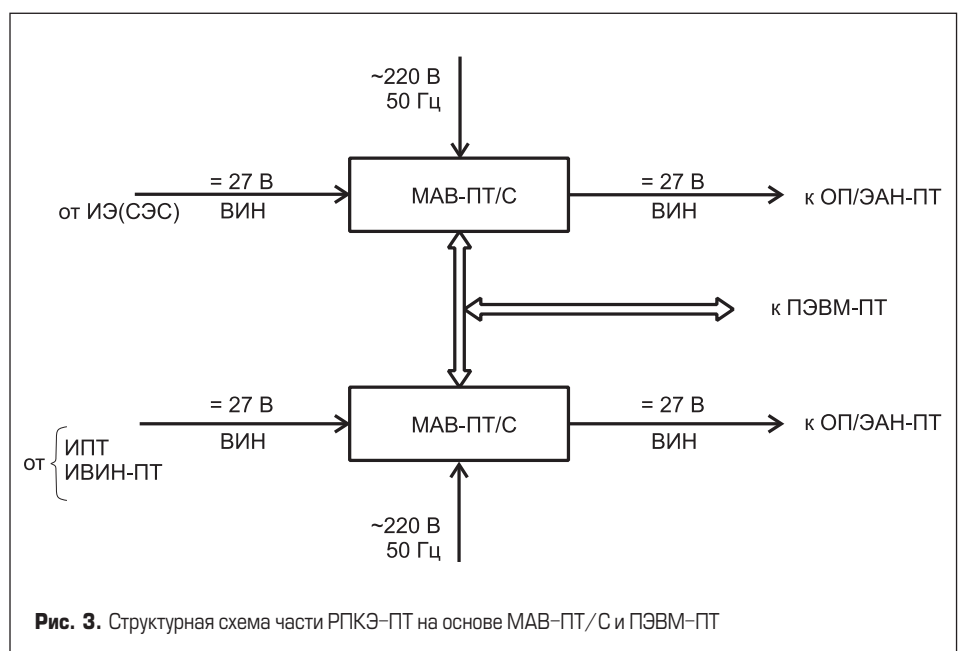 ~220 В
50 Гц
= 27 В
ВИН
МАВ-ПТ/С
= 27 В
ВИН
от ИЭ(СЭС)
к ОП/ЭАН-ПТ
к ПЭВМ-ПТ
= 27 В
ВИН
МАВ-ПТ/С
= 27 В
ВИН
к ОП/ЭАН-ПТ
от
ИПТ
ИВИН-ПТ
~220 В
50 Гц
Рис. 3. Структурная схема части РПКЭ-ПТ на основе МАВ-ПТ/С и ПЭВМ-ПТ